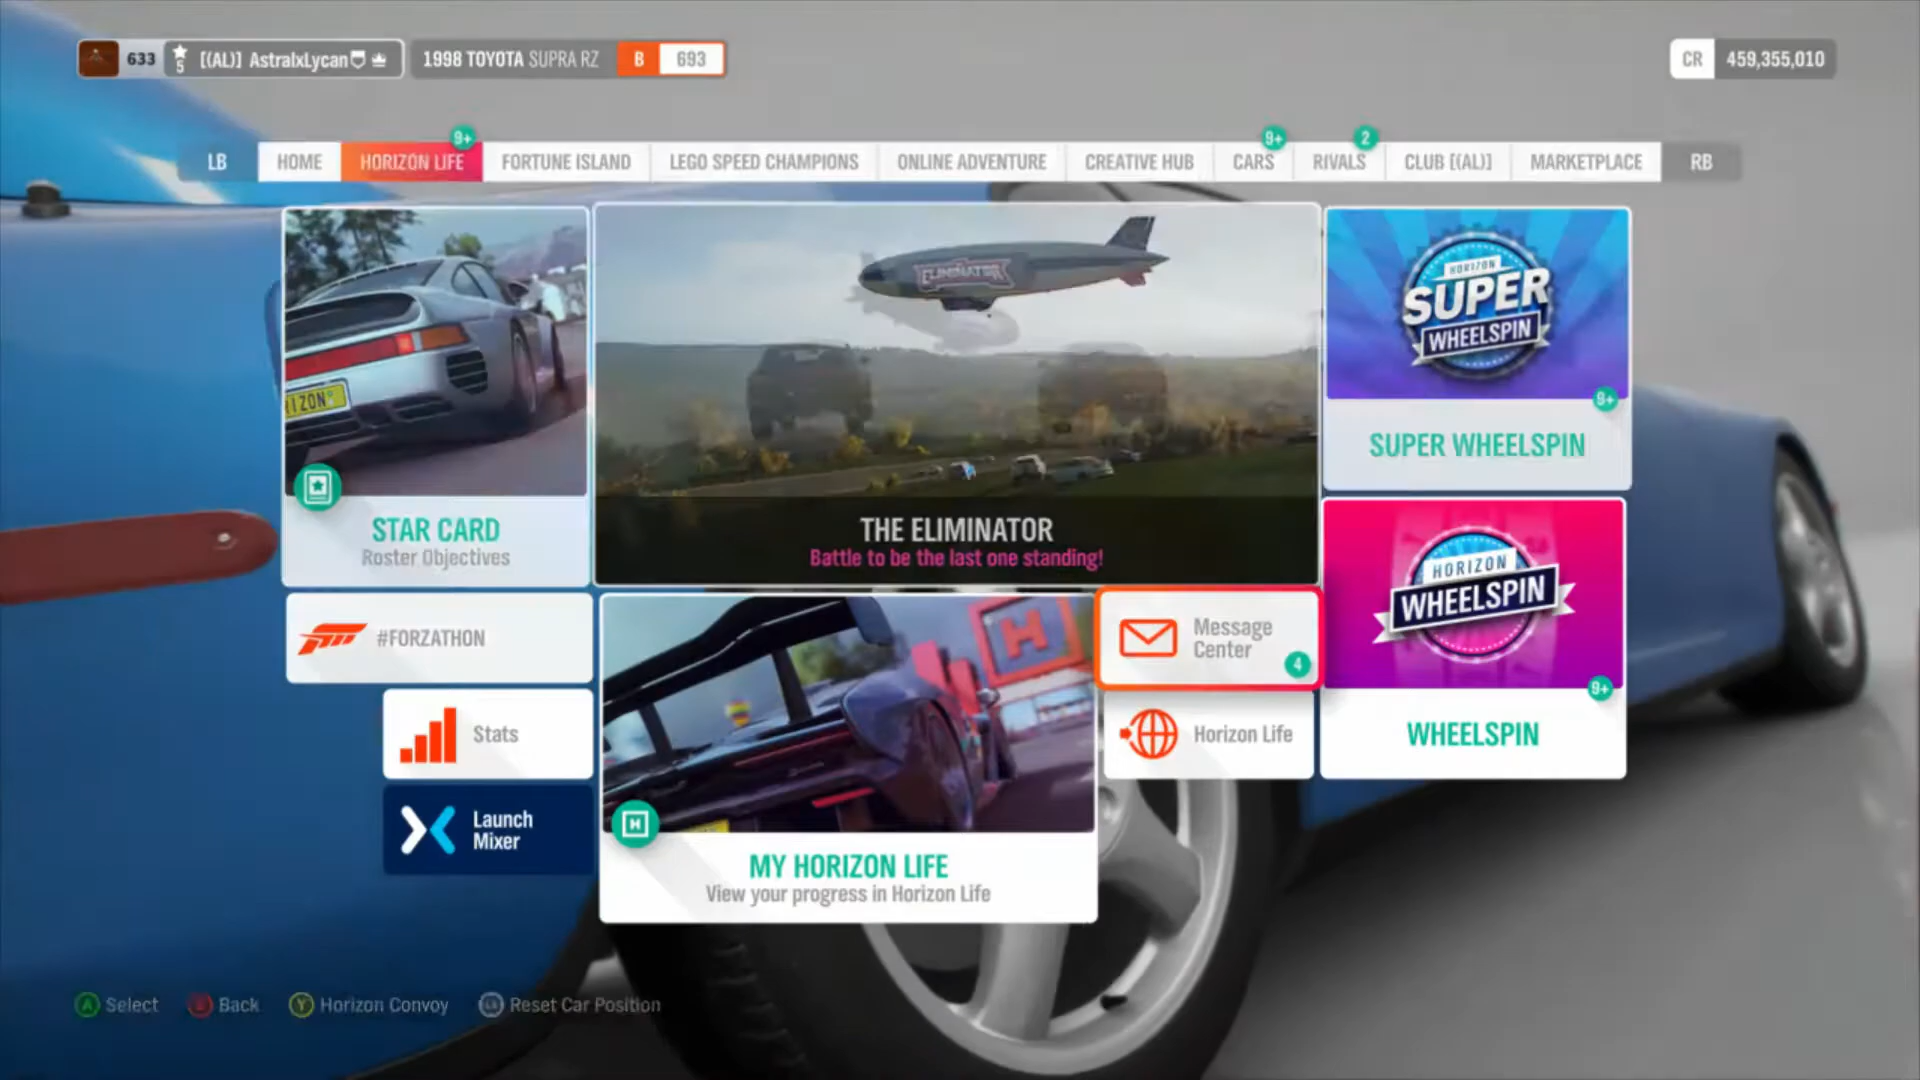 633
5
[(AL)] AstralxLycan
1998 TOYOTA SUPRA RZ
B
693
CR
459,355,010
LB
HOME
HORIZON LIFE
9+
FORTUNE ISLAND
LEGO SPEED CHAMPIONS
ONLINE ADVENTURE
CREATIVE HUB
CARS
9+
RIVALS
2
CLUB [(AL)]
MARKETPLACE
RB
RIZON
STAR CARD
Roster Objectives
ELIMINATOR
THE ELIMINATOR
Battle to be the last one standing!
HORIZON
SUPER
WHEELSPIN
9+
SUPER WHEELSPIN
#FORZATHON
Stats
Launch
Mixer
H
H
MY HORIZON LIFE
View your progress in Horizon Life
Message
Center
4
Horizon Life
HORIZON
WHEELSPIN
9+
WHEELSPIN
A Select
B Back
Y Horizon Convoy
Reset Car Position